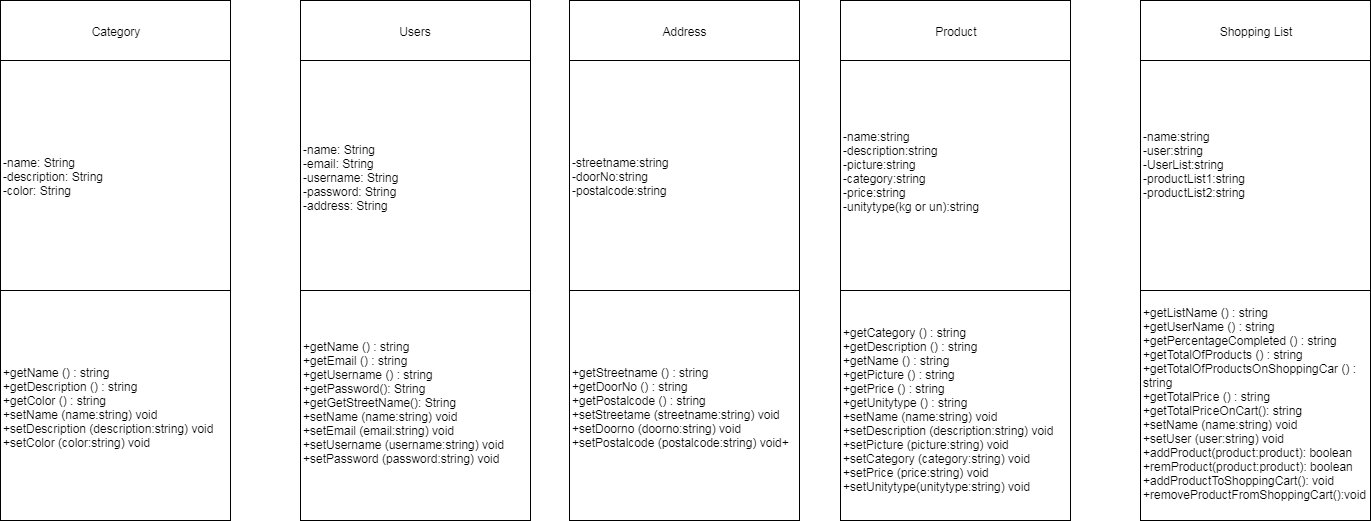 Category
-name: String
-description: String
-color: String
+getName () : string
+getDescription () : string
+getColor () : string
+setName (name:string) void
+setDescription (description:string) void
+setColor (color:string) void
Users
-name: String
-email: String
-username: String
-password: String
-address: String
+getName () : string
+getEmail () : string
+getUsername () : string
+getPassword(): String
+getGetStreetName(): String
+setName (name:string) void
+setEmail (email:string) void
+setUsername (username:string) void
+setPassword (password:string) void
Address
-streetname:string
-doorNo:string
-postalcode:string
+getStreetname () : string
+getDoorNo () : string
+getPostalcode () : string
+setStreetame (streetname:string) void
+setDoorno (doorno:string) void
+setPostalcode (postalcode:string) void+
Product
-name:string
-description:string
-picture:string
-category:string
-price:string
-unitytype(kg or un):string
+getCategory () : string
+getDescription () : string
+getName () : string
+getPicture () : string
+getPrice () : string
+getUnitytype () : string
+setName (name:string) void
+setDescription (description:string) void
+setPicture (picture:string) void
+setCategory (category:string) void
+setPrice (price:string) void
+setUnitytype(unitytype:string) void
Shopping List
-name:string
-user:string
-UserList:string
-productList1:string
-productList2:string
+getListName () : string
+getUserName () : string
+getPercentageCompleted () : string
+getTotalOfProducts () : string
+getTotalOfProductsOnShoppingCar () :
string
+getTotalPrice () : string
+getTotalPriceOnCart(): string
+setName (name:string) void
+setUser (user:string) void
+addProduct(product:product): boolean
+remProduct(product:product): boolean
+addProductToShoppingCart(): void
+removeProductFromShoppingCart():void